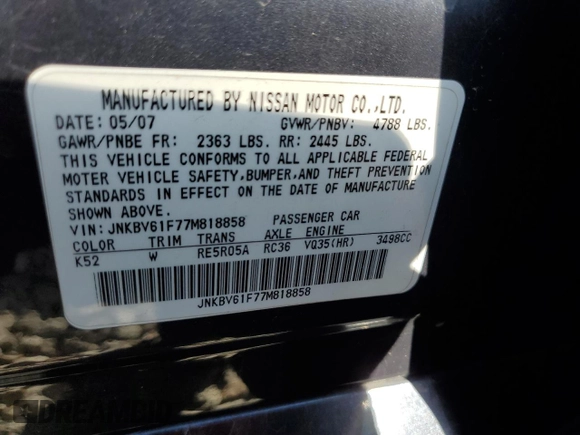 MANUFACTURED BY NISSAN MOTOR CO.,LTD.
DATE: 05/07 GVWR/PNBV: 4788 LBS.
GAWR/PNBE FR: 2363 LBS. RR: 2445 LBS.
THIS VEHICLE CONFORMS TO ALL APPLICABLE FEDERAL
MOTOR VEHICLE SAFETY,BUMPER,AND THEFT PREVENTION
STANDARDS IN EFFECT ON THE DATE OF MANUFACTURE
SHOWN ABOVE.
VIN:JNKBV61F77M818858 PASSENGER CAR
COLOR TRIM TRANS AXLE ENGINE
K52 W RE5R05A RC36 VQ35(HR) 3498CC
JNKBV61F77M818858
DREAMBID